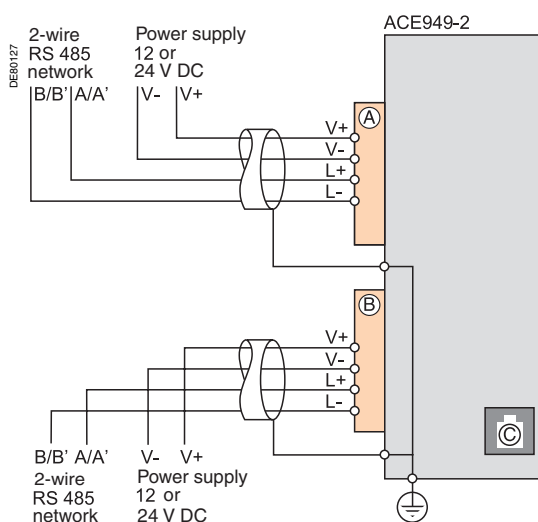 ACE949-2
DE80127
2-wire
RS 485
network
Power supply
12 or
24 V DC
B/B’ A/A’
V- V+
A
V+
V-
L+
L-
B
V+
V-
L+
L-
C
B/B’ A/A’
V- V+
2-wire
RS 485
network
Power supply
12 or
24 V DC